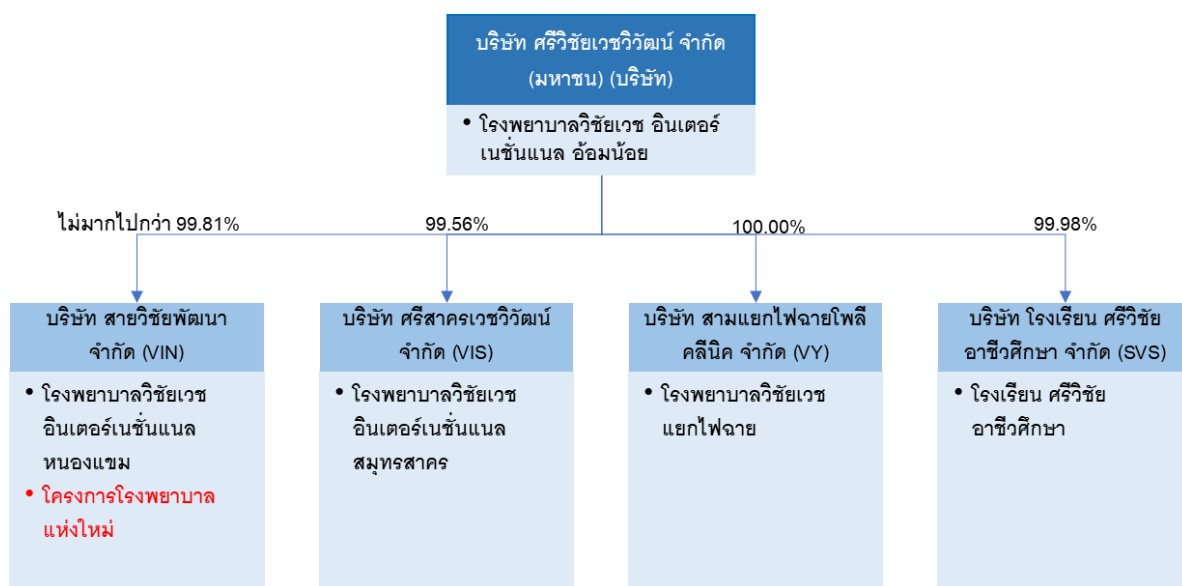 บริษัท ศรีวิชัยเวชวิวัฒน์ จำกัด
(มหาชน) (บริษัท)
• โรงพยาบาลวิชัยเวช อินเตอร์
เนชั่นแนล อ้อมน้อย
ไม่มากไปกว่า 99.81%
99.56%
100.00%
99.98%
บริษัท สายวิชัยพัฒนา
จำกัด (VIN)
• โรงพยาบาลวิชัยเวช
อินเตอร์เนชั่นแนล
หนองแขม
• โครงการโรงพยาบาล
แห่งใหม่
บริษัท ศรีสาครเวชวิวัฒน์
จำกัด (VIS)
• โรงพยาบาลวิชัยเวช
อินเตอร์เนชั่นแนล
สมุทรสาคร
บริษัท สามแยกไฟฉายโพลี
คลีนิค จำกัด (VY)
• โรงพยาบาลวิชัยเวช
แยกไฟฉาย
บริษัท โรงเรียน ศรีวิชัย
อาชีวศึกษา จำกัด (SVS)
• โรงเรียน ศรีวิชัย
อาชีวศึกษา